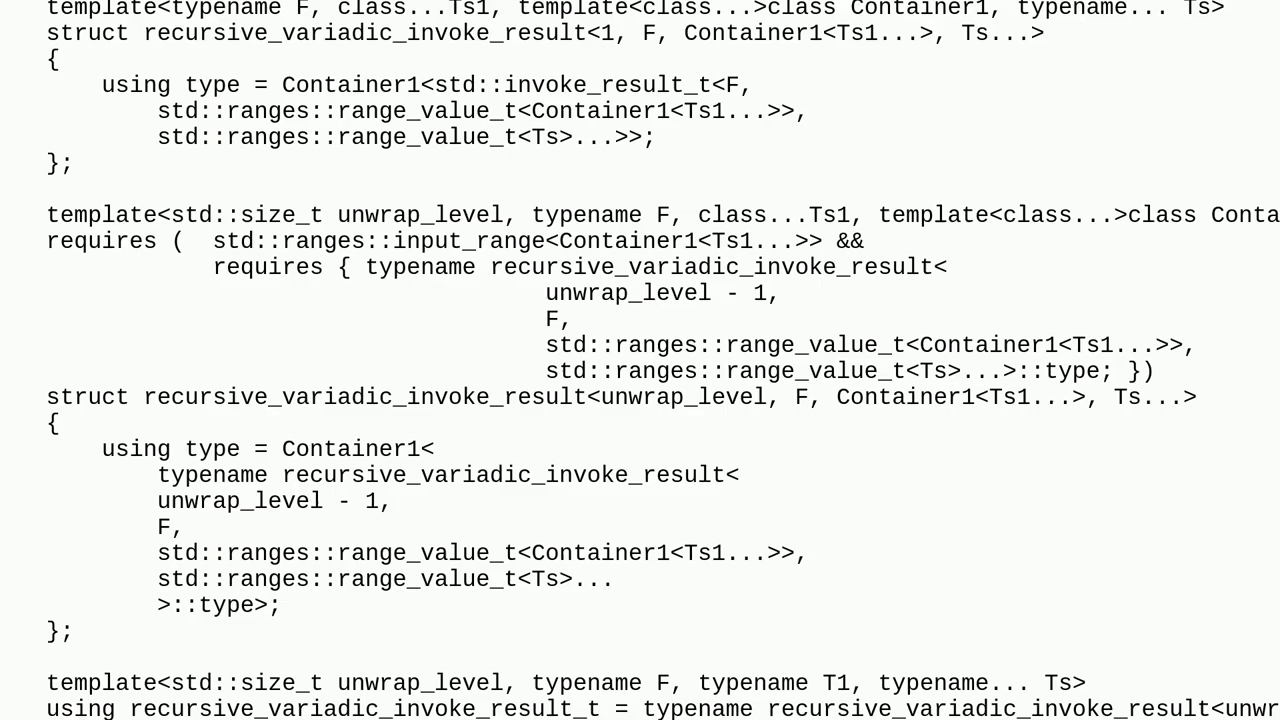 template<typename F, class...Ts1, template<class...>class Container1, typename... Ts>
struct recursive_variadic_invoke_result<1, F, Container1<Ts1...>, Ts...>
{
    using type = Container1<std::invoke_result_t<F,
        std::ranges::range_value_t<Container1<Ts1...>>,
        std::ranges::range_value_t<Ts>...>>;
};

template<std::size_t unwrap_level, typename F, class...Ts1, template<class...>class Conta
requires (  std::ranges::input_range<Container1<Ts1...>> &&
            requires { typename recursive_variadic_invoke_result<
                                    unwrap_level - 1,
                                    F,
                                    std::ranges::range_value_t<Container1<Ts1...>>,
                                    std::ranges::range_value_t<Ts>...>::type; })
struct recursive_variadic_invoke_result<unwrap_level, F, Container1<Ts1...>, Ts...>
{
    using type = Container1<
        typename recursive_variadic_invoke_result<
        unwrap_level - 1,
        F,
        std::ranges::range_value_t<Container1<Ts1...>>,
        std::ranges::range_value_t<Ts>...
        >::type>;
};

template<std::size_t unwrap_level, typename F, typename T1, typename... Ts>
using recursive_variadic_invoke_result_t = typename recursive_variadic_invoke_result<unwr